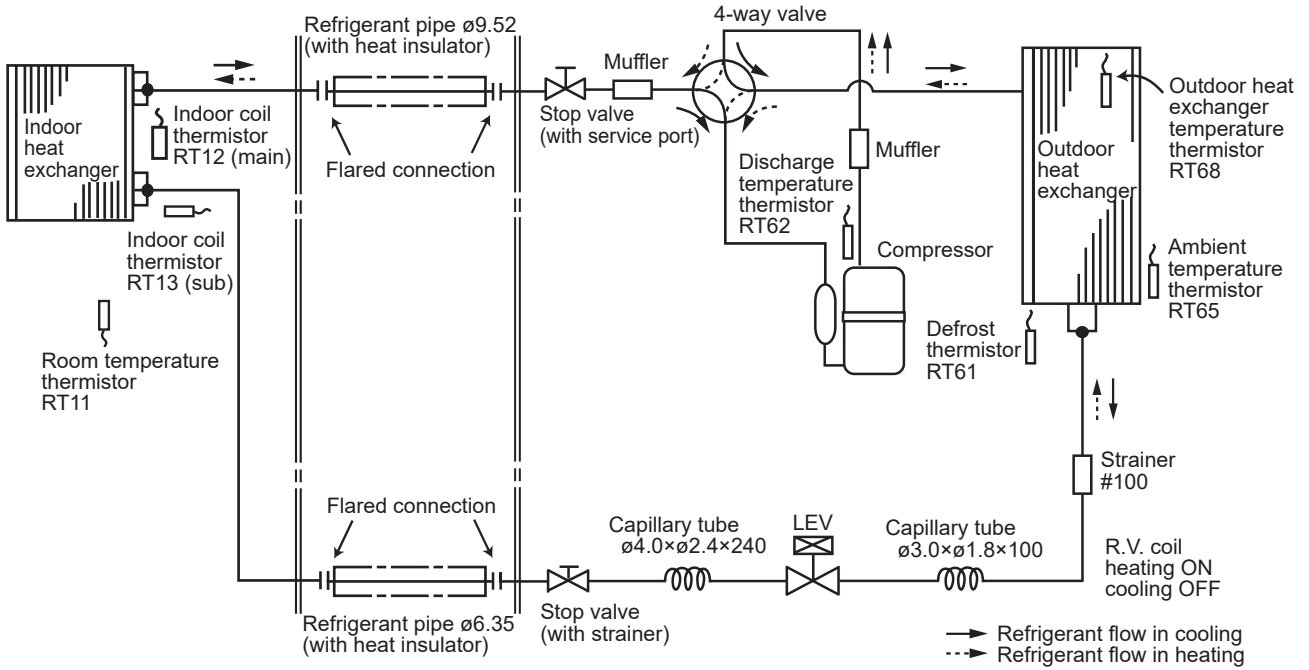 4-way valve
Refrigerant pipe ø9.52
(with heat insulator)
Muffler
Stop valve
(with service port)
Indoor
heat
exchanger
Indoor coil
thermistor
RT12 (main)
Flared connection
Discharge
temperature
thermistor
RT62
Muffler
Outdoor
heat
exchanger
Outdoor heat
exchanger
temperature
thermistor
RT68
Indoor coil
thermistor
RT13 (sub)
Compressor
Ambient
temperature
thermistor
RT65
Defrost
thermistor
RT61
Room temperature
thermistor
RT11
Strainer
#100
Flared connection
Capillary tube
ø4.0×ø2.4×240
LEV
Capillary tube
ø3.0×ø1.8×100
R.V. coil
heating ON
cooling OFF
Refrigerant pipe ø6.35
(with heat insulator)
Stop valve
(with strainer)
Refrigerant flow in cooling
Refrigerant flow in heating